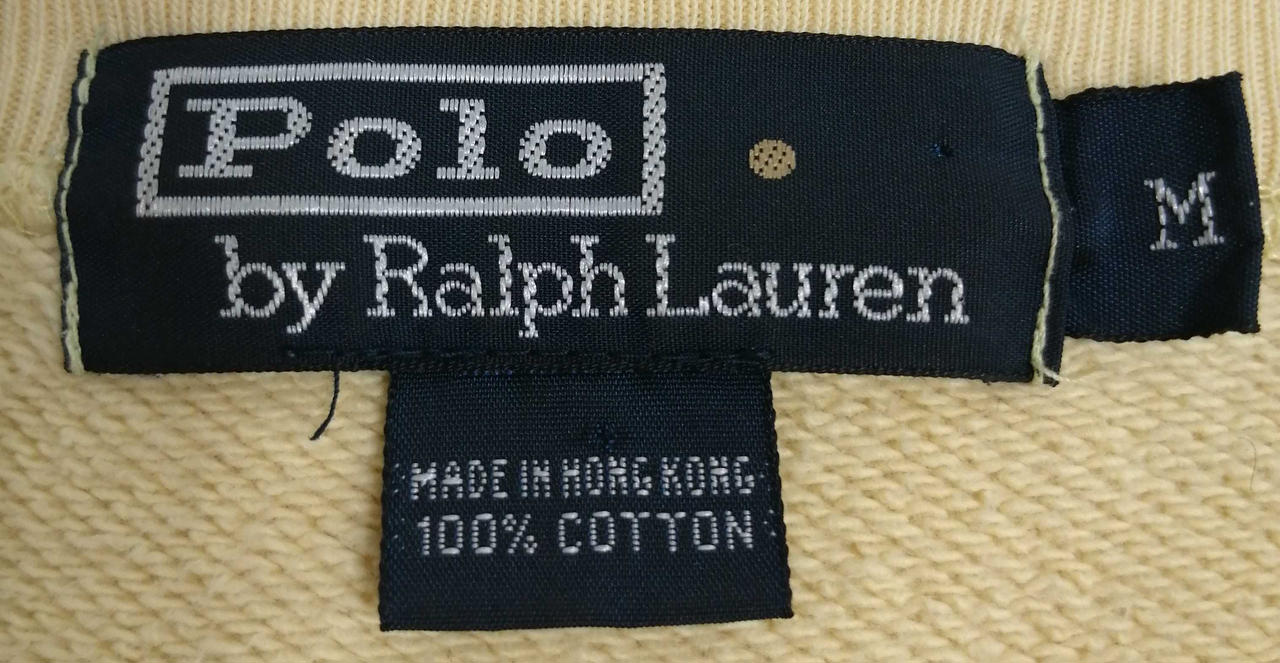 Polo
by Ralph Lauren
M
MADE IN HONG KONG
100% COTTON